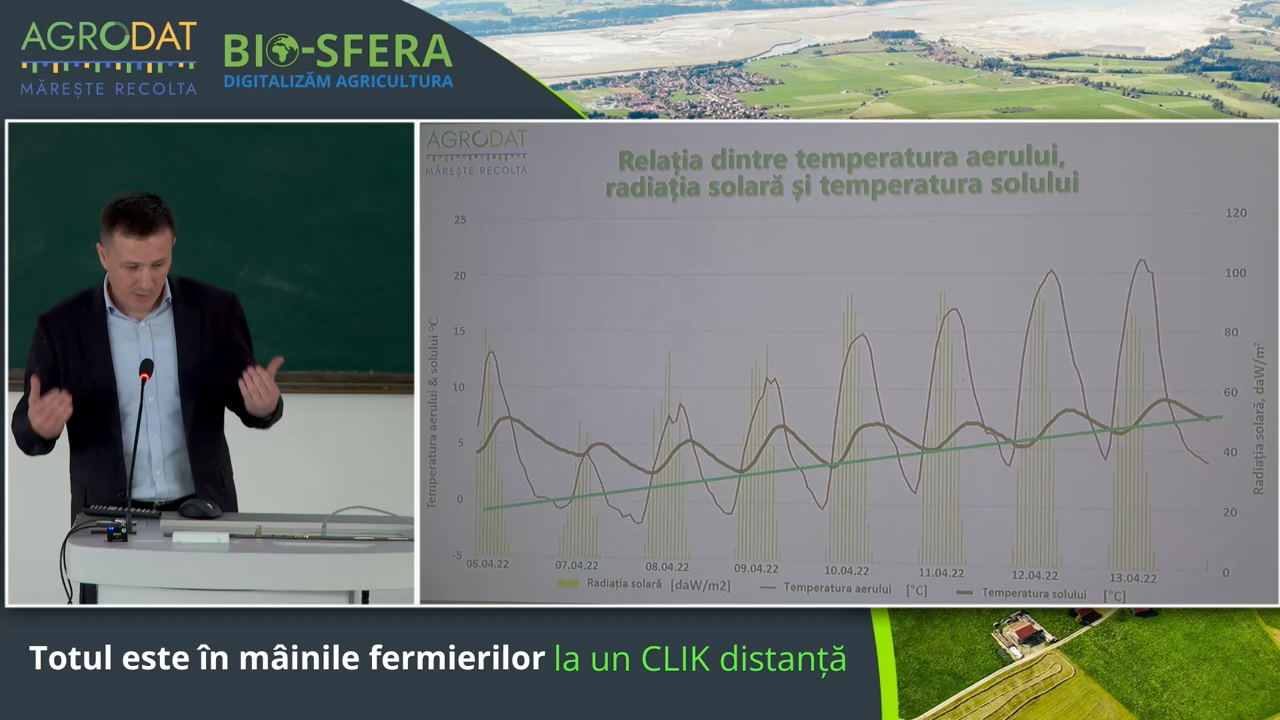 AGRODAT
MĂREȘTE RECOLTA
BIO-SFERA
DIGITALIZĂM AGRICULTURA
AGRODAT
MĂREȘTE RECOLTA
Relația dintre temperatura aerului,
radiația solară și temperatura solului
Temperatura aerului & solului °C
25
20
15
10
5
0
-5
120
100
80
60
40
20
0
Radiația solară, daW/m²
06.04.22 07.04.22 08.04.22 09.04.22 10.04.22 11.04.22 12.04.22 13.04.22
Radiația solară [daW/m2] Temperatura aerului [°C] Temperatura solului [°C]
Totul este în mâinile fermierilor la un CLIK distanță